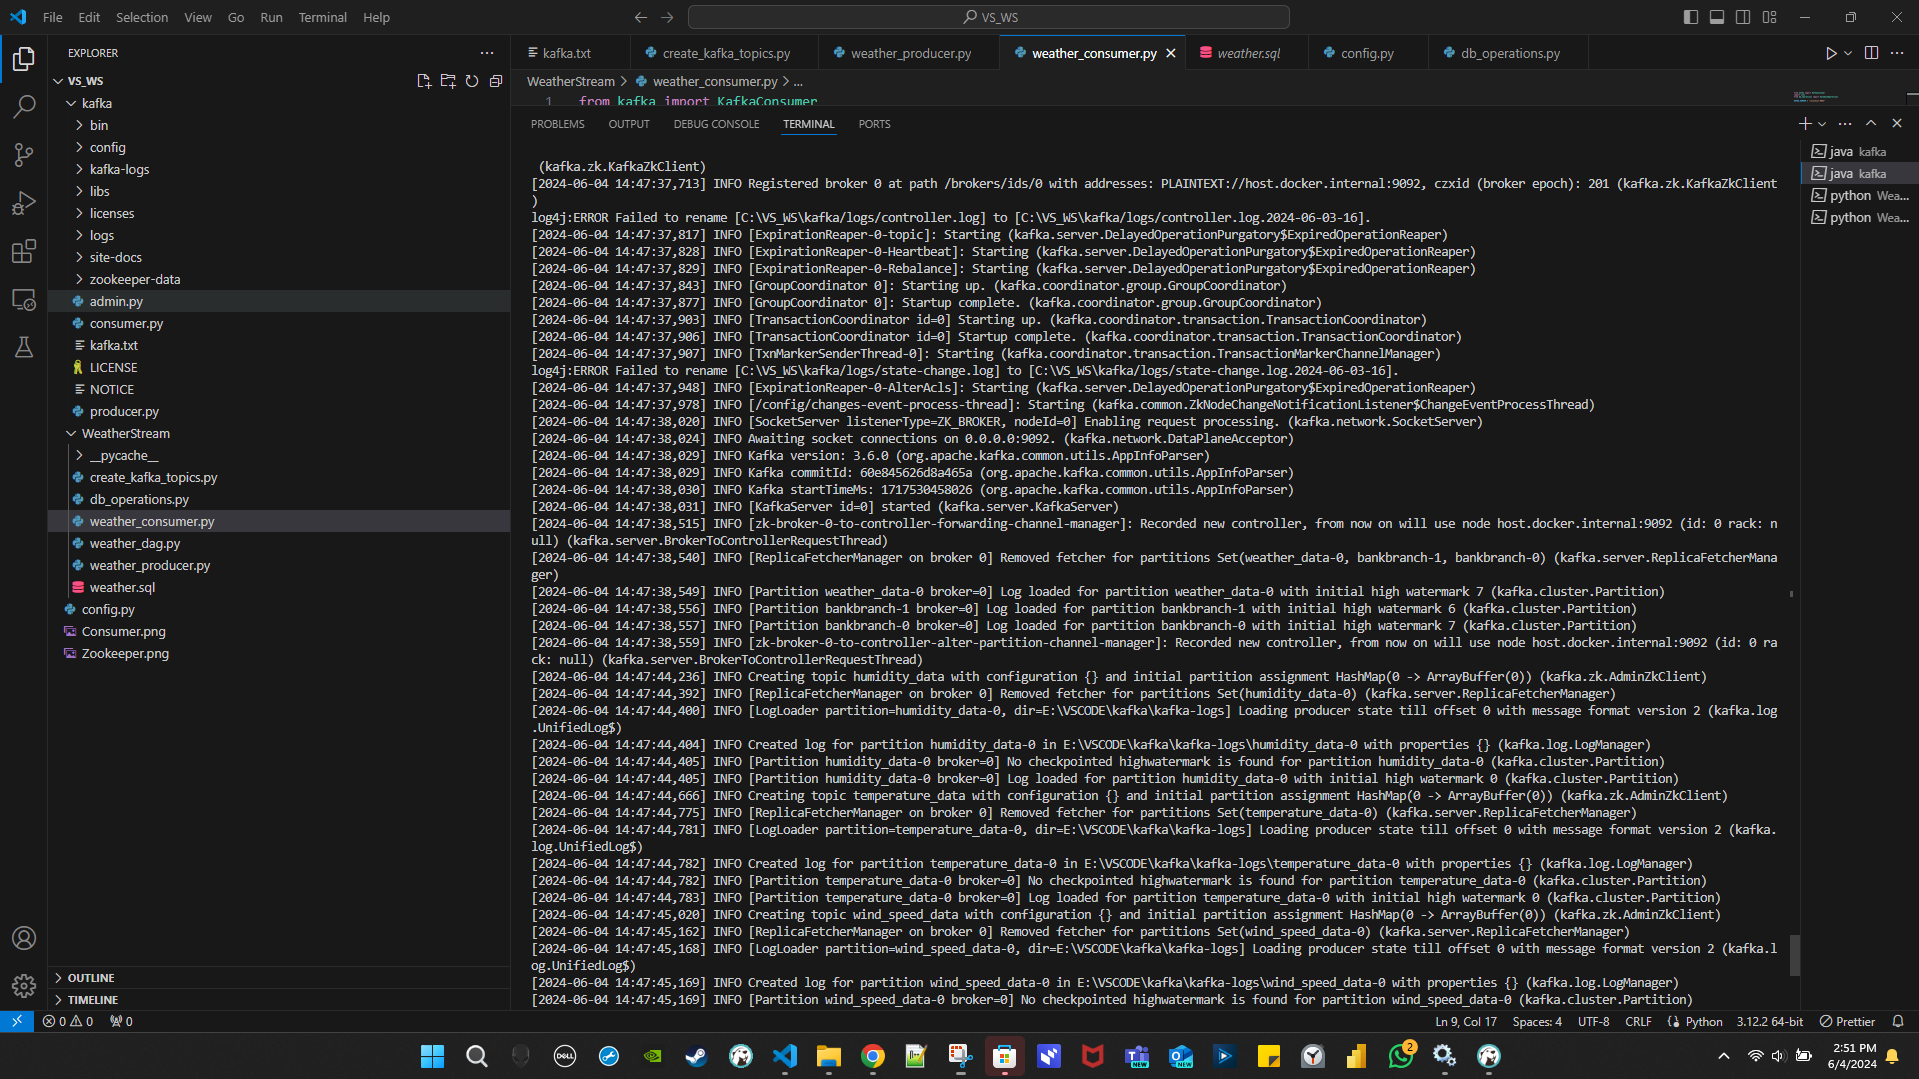 File Edit Selection View Go Run Terminal Help
VS_WS
EXPLORER
VS_WS
kafka
bin
config
kafka-logs
libs
licenses
logs
site-docs
zookeeper-data
admin.py
consumer.py
kafka.txt
LICENSE
NOTICE
producer.py
WeatherStream
__pycache__
create_kafka_topics.py
db_operations.py
weather_consumer.py
weather_dag.py
weather_producer.py
weather.sql
config.py
Consumer.png
Zookeeper.png
OUTLINE
TIMELINE
kafka.txt create_kafka_topics.py weather_producer.py weather_consumer.py weather.sql config.py db_operations.py
WeatherStream > weather_consumer.py > ...
1 from kafka import KafkaConsumer
PROBLEMS OUTPUT DEBUG CONSOLE TERMINAL PORTS
(kafka.zk.KafkaZkClient)
[2024-06-04 14:47:37,713] INFO Registered broker 0 at path /brokers/ids/0 with addresses: PLAINTEXT://host.docker.internal:9092, czxid (broker epoch): 201 (kafka.zk.KafkaZkClient
)
log4j:ERROR Failed to rename [C:\VS_WS\kafka/logs/controller.log] to [C:\VS_WS\kafka/logs/controller.log.2024-06-03-16].
[2024-06-04 14:47:37,817] INFO [ExpirationReaper-0-topic]: Starting (kafka.server.DelayedOperationPurgatory$ExpiredOperationReaper)
[2024-06-04 14:47:37,828] INFO [ExpirationReaper-0-Heartbeat]: Starting (kafka.server.DelayedOperationPurgatory$ExpiredOperationReaper)
[2024-06-04 14:47:37,829] INFO [ExpirationReaper-0-Rebalance]: Starting (kafka.server.DelayedOperationPurgatory$ExpiredOperationReaper)
[2024-06-04 14:47:37,843] INFO [GroupCoordinator 0]: Starting up. (kafka.coordinator.group.GroupCoordinator)
[2024-06-04 14:47:37,877] INFO [GroupCoordinator 0]: Startup complete. (kafka.coordinator.group.GroupCoordinator)
[2024-06-04 14:47:37,903] INFO [TransactionCoordinator id=0] Starting up. (kafka.coordinator.transaction.TransactionCoordinator)
[2024-06-04 14:47:37,906] INFO [TransactionCoordinator id=0] Startup complete. (kafka.coordinator.transaction.TransactionCoordinator)
[2024-06-04 14:47:37,907] INFO [TxnMarkerSenderThread-0]: Starting (kafka.coordinator.transaction.TransactionMarkerChannelManager)
log4j:ERROR Failed to rename [C:\VS_WS\kafka/logs/state-change.log] to [C:\VS_WS\kafka/logs/state-change.log.2024-06-03-16].
[2024-06-04 14:47:37,948] INFO [ExpirationReaper-0-AlterAcls]: Starting (kafka.server.DelayedOperationPurgatory$ExpiredOperationReaper)
[2024-06-04 14:47:37,978] INFO [/config/changes-event-process-thread]: Starting (kafka.common.ZkNodeChangeNotificationListener$ChangeEventProcessThread)
[2024-06-04 14:47:38,020] INFO [SocketServer listenerType=ZK_BROKER, nodeId=0] Enabling request processing. (kafka.network.SocketServer)
[2024-06-04 14:47:38,024] INFO Awaiting socket connections on 0.0.0.0:9092. (kafka.network.DataPlaneAcceptor)
[2024-06-04 14:47:38,029] INFO Kafka version: 3.6.0 (org.apache.kafka.common.utils.AppInfoParser)
[2024-06-04 14:47:38,029] INFO Kafka commitId: 60e845626d8a465a (org.apache.kafka.common.utils.AppInfoParser)
[2024-06-04 14:47:38,030] INFO Kafka startTimeMs: 1717530458026 (org.apache.kafka.common.utils.AppInfoParser)
[2024-06-04 14:47:38,031] INFO [KafkaServer id=0] started (kafka.server.KafkaServer)
[2024-06-04 14:47:38,515] INFO [zk-broker-0-to-controller-forwarding-channel-manager]: Recorded new controller, from now on will use node host.docker.internal:9092 (id: 0 rack: n
ull) (kafka.server.BrokerToControllerRequestThread)
[2024-06-04 14:47:38,540] INFO [ReplicaFetcherManager on broker 0] Removed fetcher for partitions Set(weather_data-0, bankbranch-1, bankbranch-0) (kafka.server.ReplicaFetcherMana
ger)
[2024-06-04 14:47:38,549] INFO [Partition weather_data-0 broker=0] Log loaded for partition weather_data-0 with initial high watermark 7 (kafka.cluster.Partition)
[2024-06-04 14:47:38,556] INFO [Partition bankbranch-1 broker=0] Log loaded for partition bankbranch-1 with initial high watermark 6 (kafka.cluster.Partition)
[2024-06-04 14:47:38,557] INFO [Partition bankbranch-0 broker=0] Log loaded for partition bankbranch-0 with initial high watermark 7 (kafka.cluster.Partition)
[2024-06-04 14:47:38,559] INFO [zk-broker-0-to-controller-alter-partition-channel-manager]: Recorded new controller, from now on will use node host.docker.internal:9092 (id: 0 ra
ck: null) (kafka.server.BrokerToControllerRequestThread)
[2024-06-04 14:47:44,236] INFO Creating topic humidity_data with configuration {} and initial partition assignment HashMap(0 -> ArrayBuffer(0)) (kafka.zk.AdminZkClient)
[2024-06-04 14:47:44,392] INFO [ReplicaFetcherManager on broker 0] Removed fetcher for partitions Set(humidity_data-0) (kafka.server.ReplicaFetcherManager)
[2024-06-04 14:47:44,400] INFO [LogLoader partition=humidity_data-0, dir=E:\VSCODE\kafka\kafka-logs] Loading producer state till offset 0 with message format version 2 (kafka.log
.UnifiedLog$)
[2024-06-04 14:47:44,404] INFO Created log for partition humidity_data-0 in E:\VSCODE\kafka\kafka-logs\humidity_data-0 with properties {} (kafka.log.LogManager)
[2024-06-04 14:47:44,405] INFO [Partition humidity_data-0 broker=0] No checkpointed highwatermark is found for partition humidity_data-0 (kafka.cluster.Partition)
[2024-06-04 14:47:44,405] INFO [Partition humidity_data-0 broker=0] Log loaded for partition humidity_data-0 with initial high watermark 0 (kafka.cluster.Partition)
[2024-06-04 14:47:44,666] INFO Creating topic temperature_data with configuration {} and initial partition assignment HashMap(0 -> ArrayBuffer(0)) (kafka.zk.AdminZkClient)
[2024-06-04 14:47:44,775] INFO [ReplicaFetcherManager on broker 0] Removed fetcher for partitions Set(temperature_data-0) (kafka.server.ReplicaFetcherManager)
[2024-06-04 14:47:44,781] INFO [LogLoader partition=temperature_data-0, dir=E:\VSCODE\kafka\kafka-logs] Loading producer state till offset 0 with message format version 2 (kafka.
log.UnifiedLog$)
[2024-06-04 14:47:44,782] INFO Created log for partition temperature_data-0 in E:\VSCODE\kafka\kafka-logs\temperature_data-0 with properties {} (kafka.log.LogManager)
[2024-06-04 14:47:44,782] INFO [Partition temperature_data-0 broker=0] No checkpointed highwatermark is found for partition temperature_data-0 (kafka.cluster.Partition)
[2024-06-04 14:47:44,783] INFO [Partition temperature_data-0 broker=0] Log loaded for partition temperature_data-0 with initial high watermark 0 (kafka.cluster.Partition)
[2024-06-04 14:47:45,020] INFO Creating topic wind_speed_data with configuration {} and initial partition assignment HashMap(0 -> ArrayBuffer(0)) (kafka.zk.AdminZkClient)
[2024-06-04 14:47:45,162] INFO [ReplicaFetcherManager on broker 0] Removed fetcher for partitions Set(wind_speed_data-0) (kafka.server.ReplicaFetcherManager)
[2024-06-04 14:47:45,168] INFO [LogLoader partition=wind_speed_data-0, dir=E:\VSCODE\kafka\kafka-logs] Loading producer state till offset 0 with message format version 2 (kafka.l
og.UnifiedLog$)
[2024-06-04 14:47:45,169] INFO Created log for partition wind_speed_data-0 in E:\VSCODE\kafka\kafka-logs\wind_speed_data-0 with properties {} (kafka.log.LogManager)
[2024-06-04 14:47:45,169] INFO [Partition wind_speed_data-0 broker=0] No checkpointed highwatermark is found for partition wind_speed_data-0 (kafka.cluster.Partition)
java kafka
java kafka
python Wea...
python Wea...
0 0 0
Ln 9, Col 17 Spaces: 4 UTF-8 CRLF Python 3.12.2 64-bit Prettier
DELL
NEW
NEW
2
2:51 PM
6/4/2024